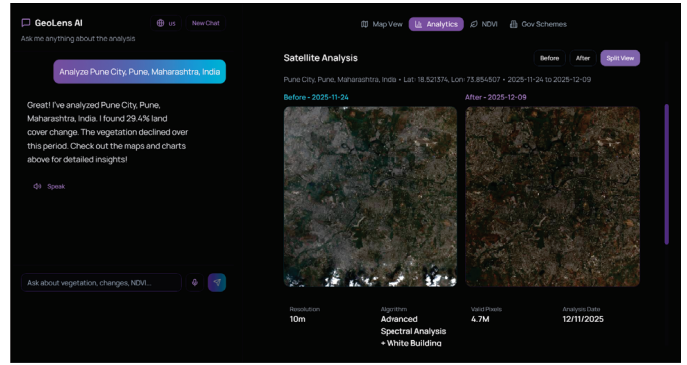 GeoLens AI
US
New Chat
Ask me anything about the analysis
Analyze Pune City, Pune, Maharashtra, India
Great! I've analyzed Pune City, Pune,
Maharashtra, India. I found 29.4% land
cover change. The vegetation declined over
this period. Check out the maps and charts
above for detailed insights!
Speak
Ask about vegetation, changes, NDVI...
Map Vew
Analytics
NDVI
Gov Schemes
Satellite Analysis
Before
After
Split View
Pune City, Pune, Maharashtra, India • Lat: 18.521374, Lon: 73.854507 • 2025-11-24 to 2025-12-09
Before - 2025-11-24
After - 2025-12-09
Resolution
10m
Algorithm
Advanced
Spectral Analysis
+ White Building
Valid Pixels
4.7M
Analysis Date
12/11/2025